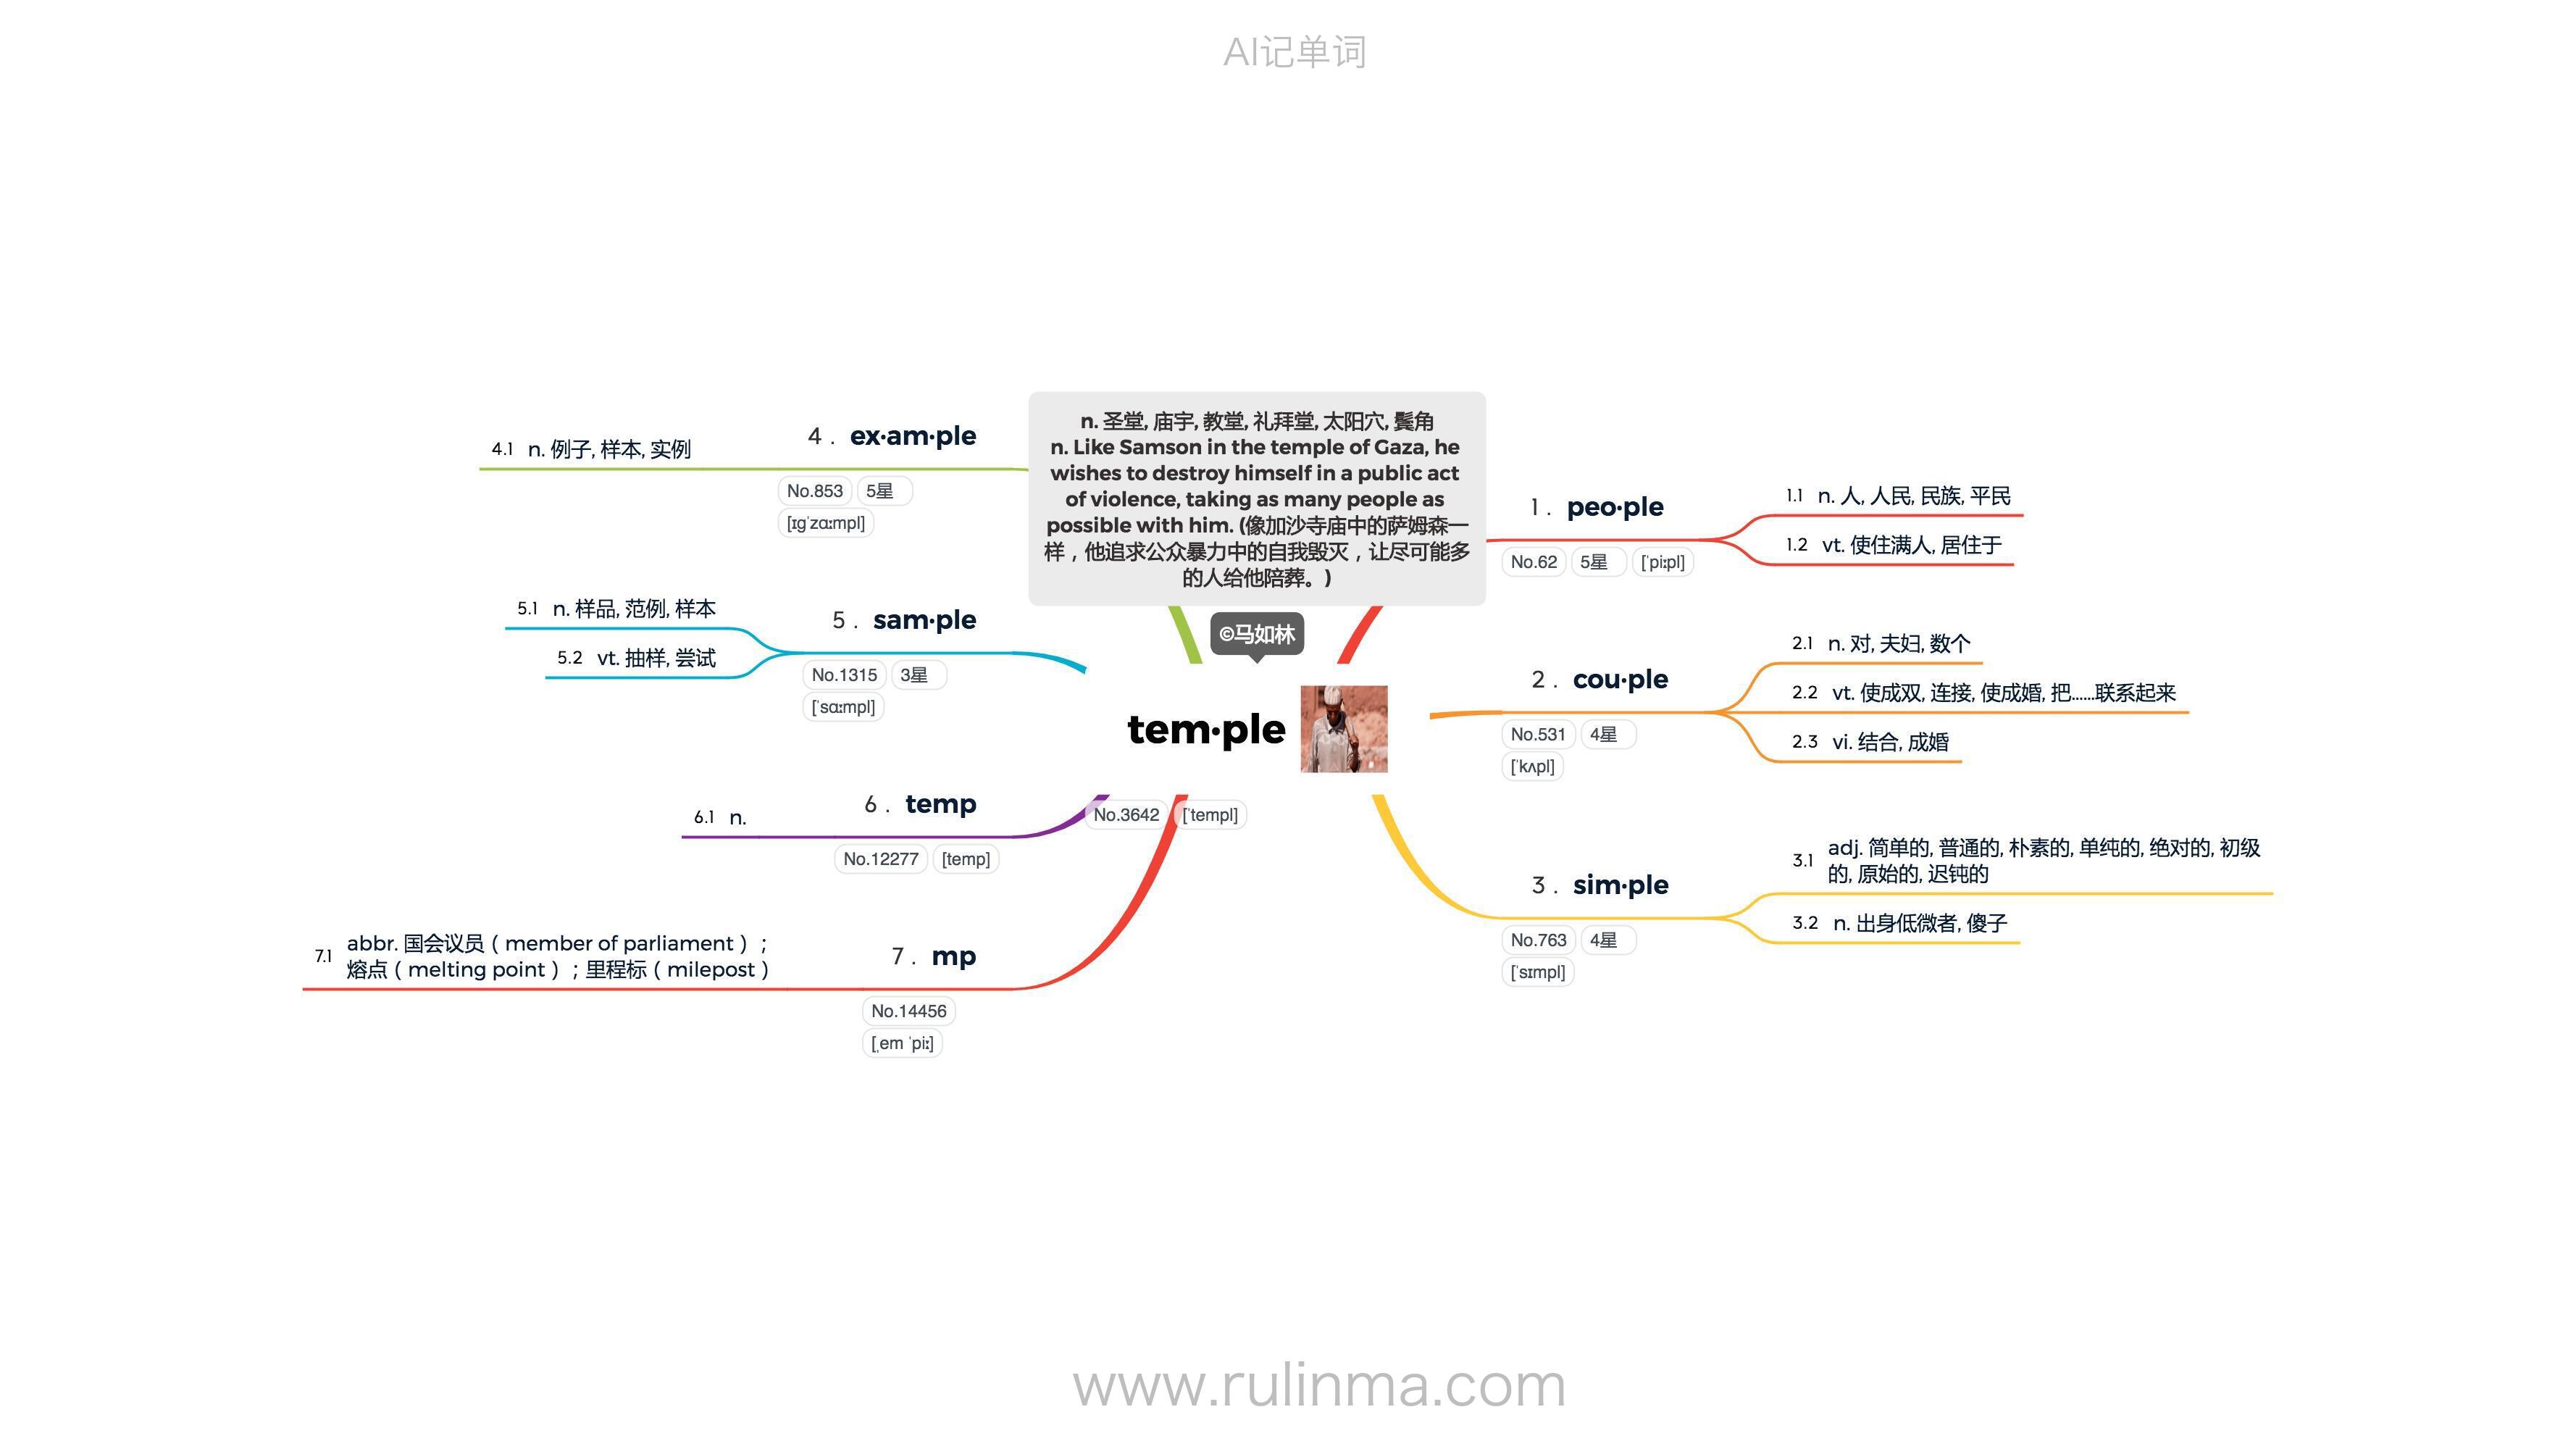 AI记单词
n. 圣堂, 庙宇, 教堂, 礼拜堂, 太阳穴, 鬓角
n. Like Samson in the temple of Gaza, he
wishes to destroy himself in a public act
of violence, taking as many people as
possible with him. (像加沙寺庙中的萨姆森一
样，他追求公众暴力中的自我毁灭，让尽可能多
的人给他陪葬。)
©马如林
tem·ple
No.3642 [ˈtempl]
1 . peo·ple
No.62 5星 [ˈpiːpl]
1.1 n. 人, 人民, 民族, 平民
1.2 vt. 使住满人, 居住于
2 . cou·ple
No.531 4星
[ˈkʌpl]
2.1 n. 对, 夫妇, 数个
2.2 vt. 使成双, 连接, 使成婚, 把……联系起来
2.3 vi. 结合, 成婚
3 . sim·ple
No.763 4星
[ˈsɪmpl]
3.1 adj. 简单的, 普通的, 朴素的, 单纯的, 绝对的, 初级
的, 原始的, 迟钝的
3.2 n. 出身低微者, 傻子
4 . ex·am·ple
No.853 5星
[ɪɡˈzɑːmpl]
4.1 n. 例子, 样本, 实例
5 . sam·ple
No.1315 3星
[ˈsɑːmpl]
5.1 n. 样品, 范例, 样本
5.2 vt. 抽样, 尝试
6 . temp
No.12277 [temp]
6.1 n.
7 . mp
No.14456
[ˌem ˈpiː]
7.1 abbr. 国会议员（member of parliament）；
熔点（melting point）；里程标（milepost）
www.rulinma.com